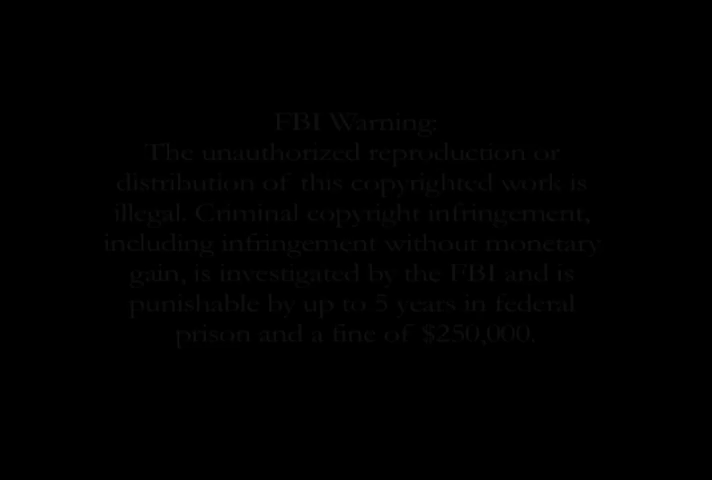 FBI Warning:
The unauthorized reproduction or
distribution of this copyrighted work is
illegal. Criminal copyright infringement,
including infringement without monetary
gain, is investigated by the FBI and is
punishable by up to 5 years in federal
prison and a fine of $250,000.